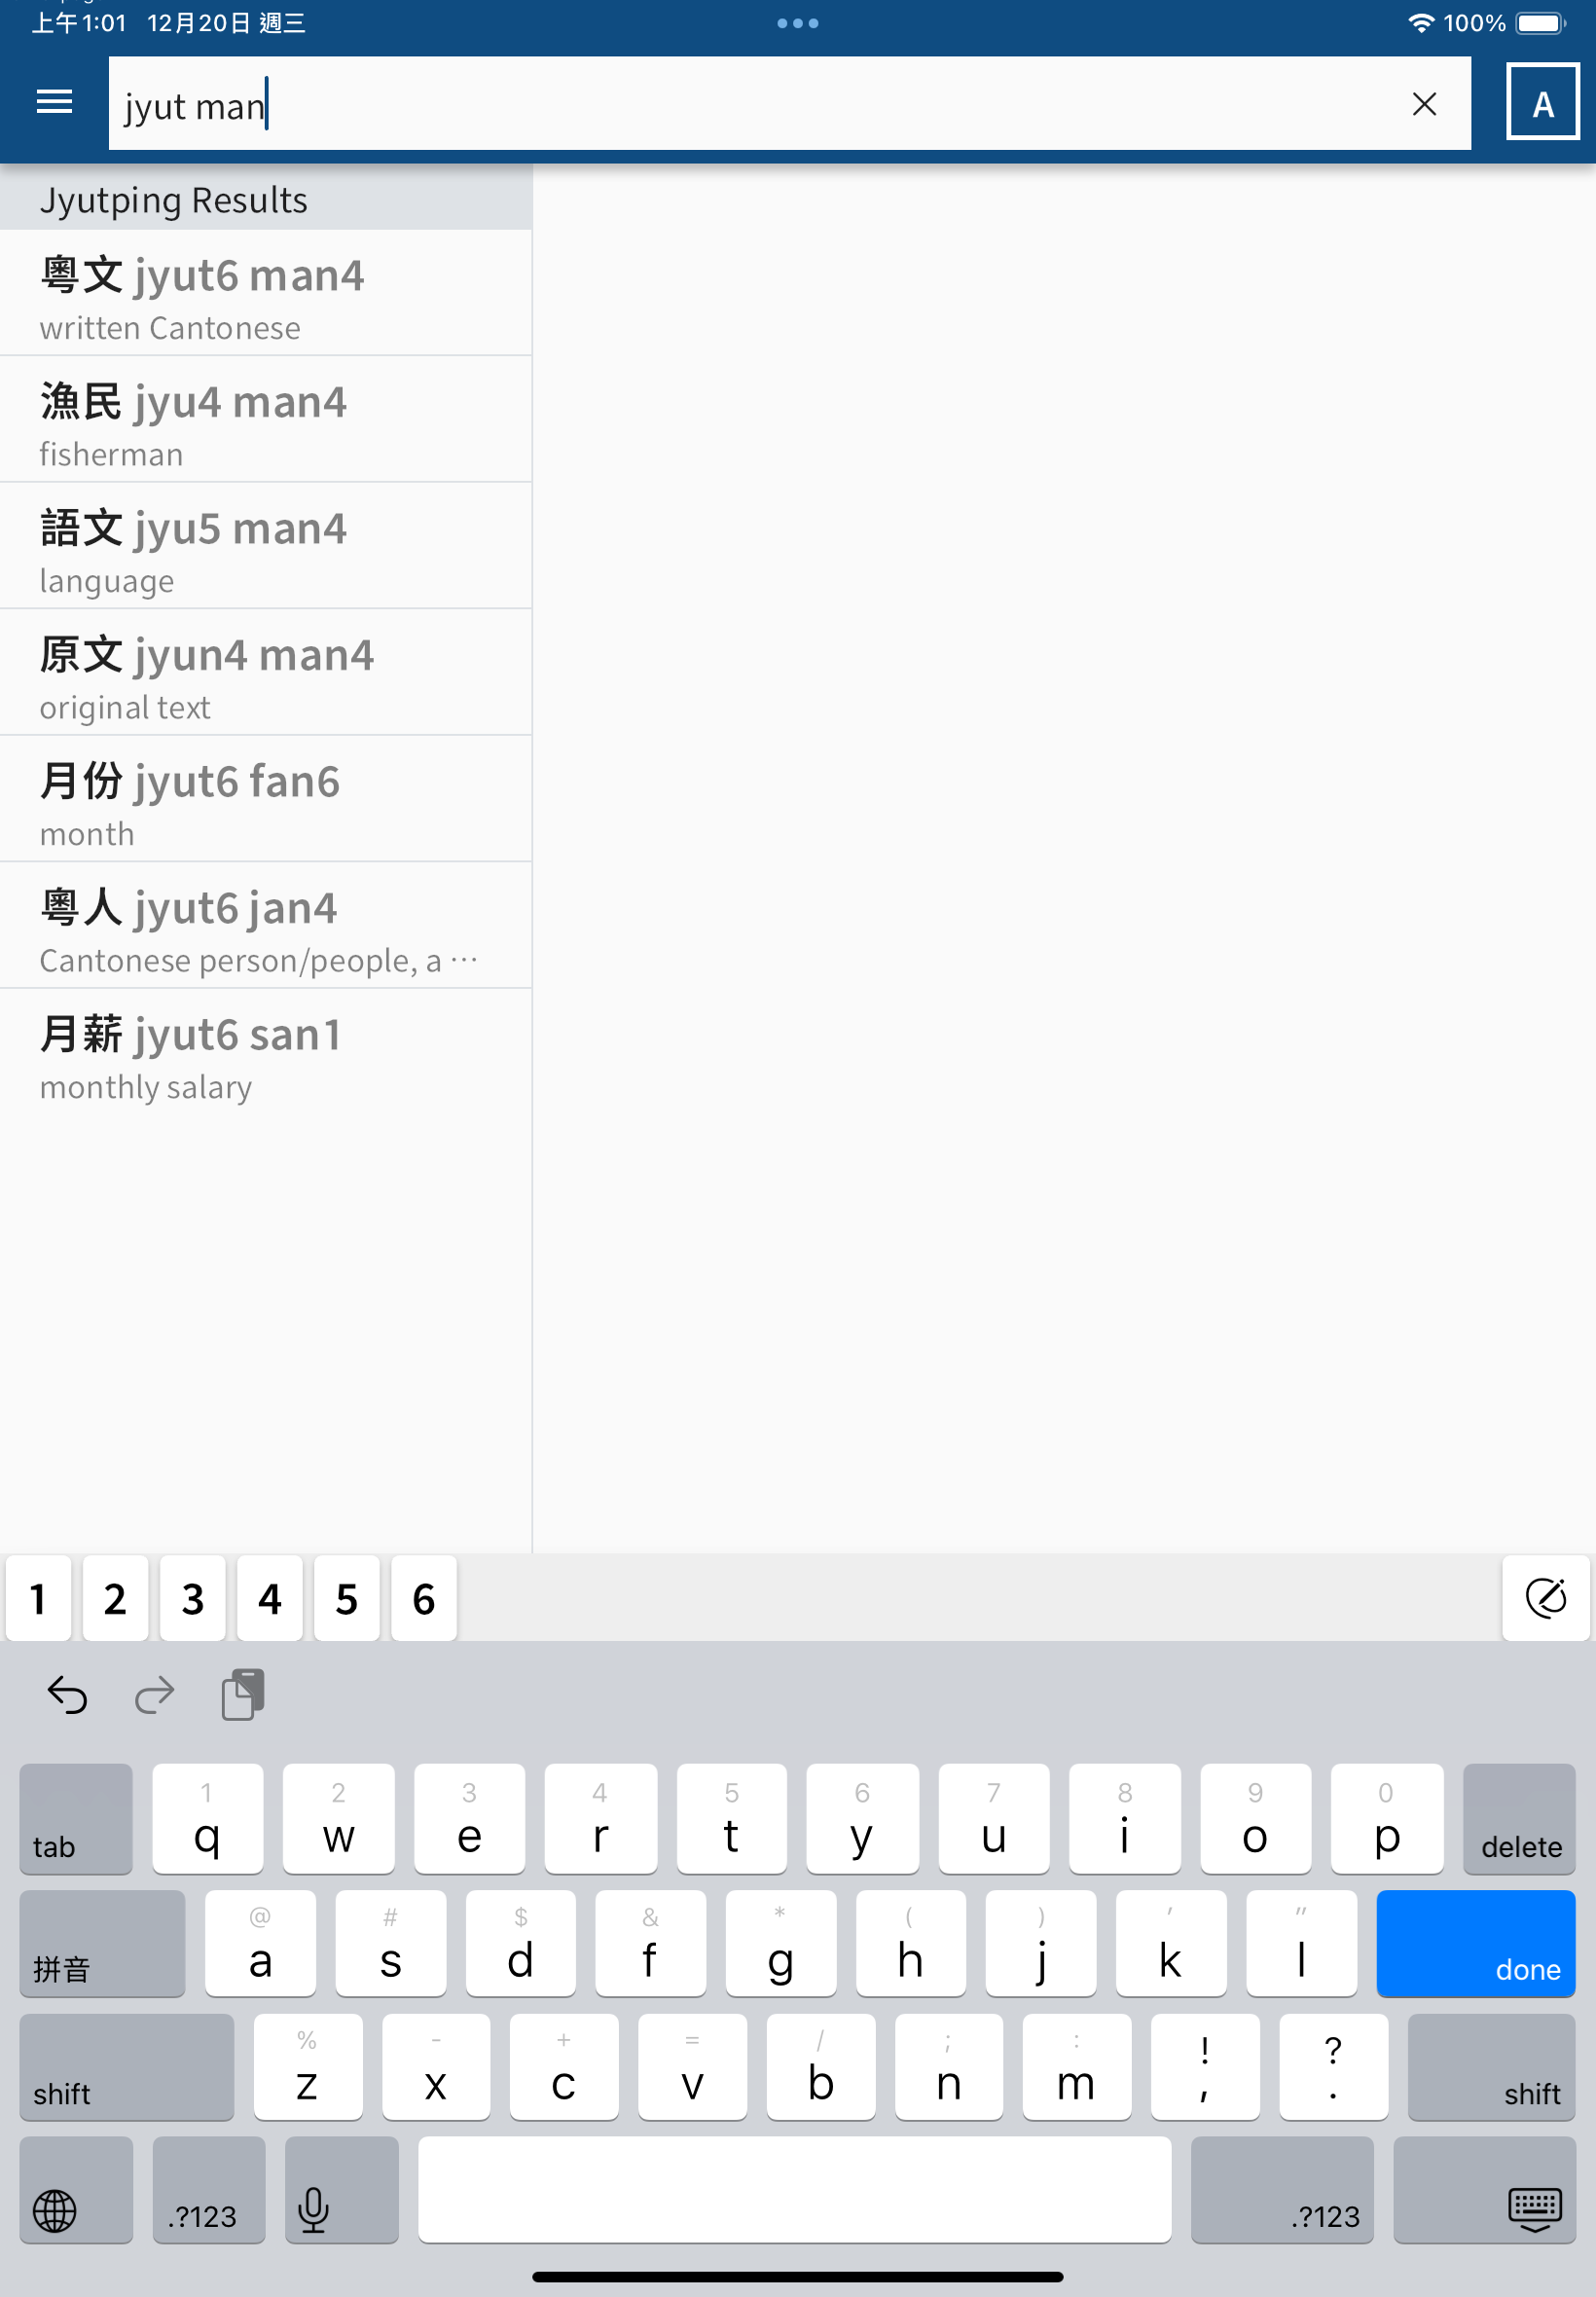 上午1:01 12月20日 週三
100%
jyut man
A
Jyutping Results
粵文 jyut6 man4
written Cantonese
漁民 jyu4 man4
fisherman
語文 jyu5 man4
language
原文 jyun4 man4
original text
月份 jyut6 fan6
month
粵人 jyut6 jan4
Cantonese person/people, a ···
月薪 jyut6 san1
monthly salary
1 2 3 4 5 6
1 2 3 4 5 6 7 8 9 0
tab q w e r t y u i o p delete
@ # $ & * ( ) ' "
拼音 a s d f g h j k l done
% - + = / ; : ! ?
shift z x c v b n m , . shift
.?123 .?123